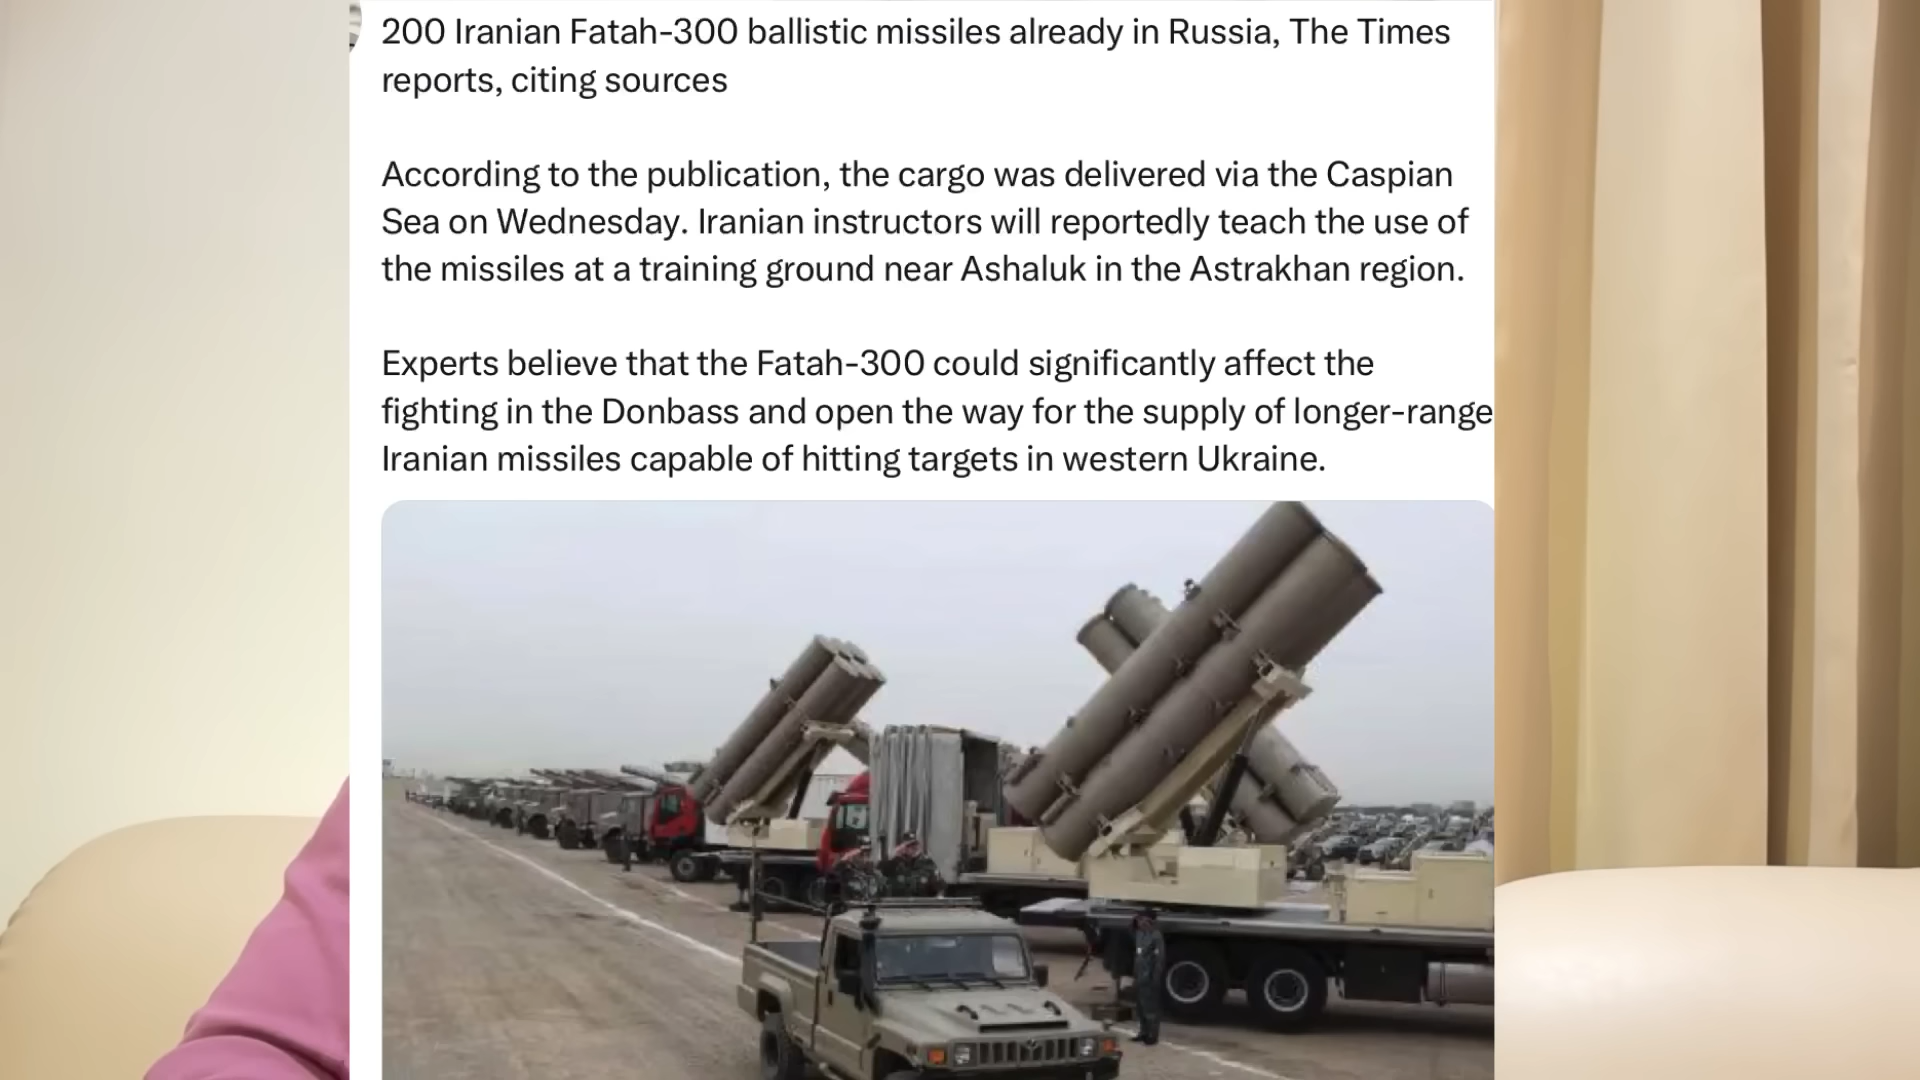 200 Iranian Fatah-300 ballistic missiles already in Russia, The Times
reports, citing sources
According to the publication, the cargo was delivered via the Caspian
Sea on Wednesday. Iranian instructors will reportedly teach the use of
the missiles at a training ground near Ashaluk in the Astrakhan region.
Experts believe that the Fatah-300 could significantly affect the
fighting in the Donbass and open the way for the supply of longer-range
Iranian missiles capable of hitting targets in western Ukraine.